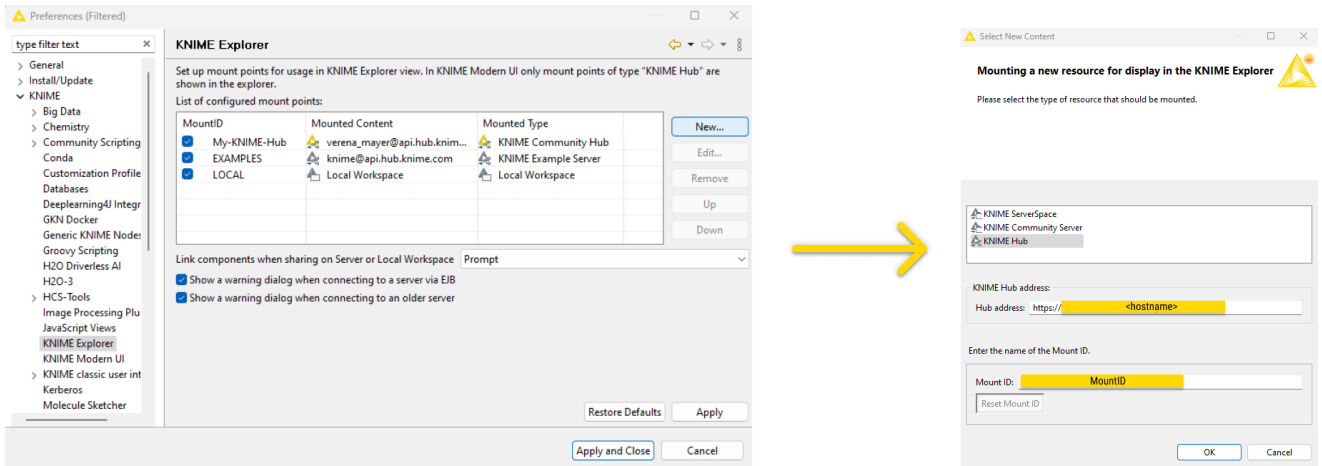 Preferences (Filtered)
type filter text
General
Install/Update
KNIME
Big Data
Chemistry
Community Scripting
Conda
Customization Profile
Databases
Deeplearning4J Integr
GKN Docker
Generic KNIME Nodes
Groovy Scripting
H2O Driverless AI
H2O-3
HCS-Tools
Image Processing Plu
JavaScript Views
KNIME Explorer
KNIME Modern UI
KNIME classic user int
Kerberos
Molecule Sketcher
KNIME Explorer
Set up mount points for usage in KNIME Explorer view. In KNIME Modern UI only mount points of type "KNIME Hub" are
shown in the explorer.
List of configured mount points:
MountID Mounted Content Mounted Type
My-KNIME-Hub verena_mayer@api.hub.knim... KNIME Community Hub
EXAMPLES knime@api.hub.knime.com KNIME Example Server
LOCAL Local Workspace Local Workspace
New...
Edit...
Remove
Up
Down
Link components when sharing on Server or Local Workspace Prompt
Show a warning dialog when connecting to a server via EJB
Show a warning dialog when connecting to an older server
Restore Defaults Apply
Apply and Close Cancel
Select New Content
Mounting a new resource for display in the KNIME Explorer
Please select the type of resource that should be mounted.
KNIME ServerSpace
KNIME Community Server
KNIME Hub
KNIME Hub address:
Hub address: https:// <hostname>
Enter the name of the Mount ID.
Mount ID: MountID
Reset Mount ID
OK Cancel